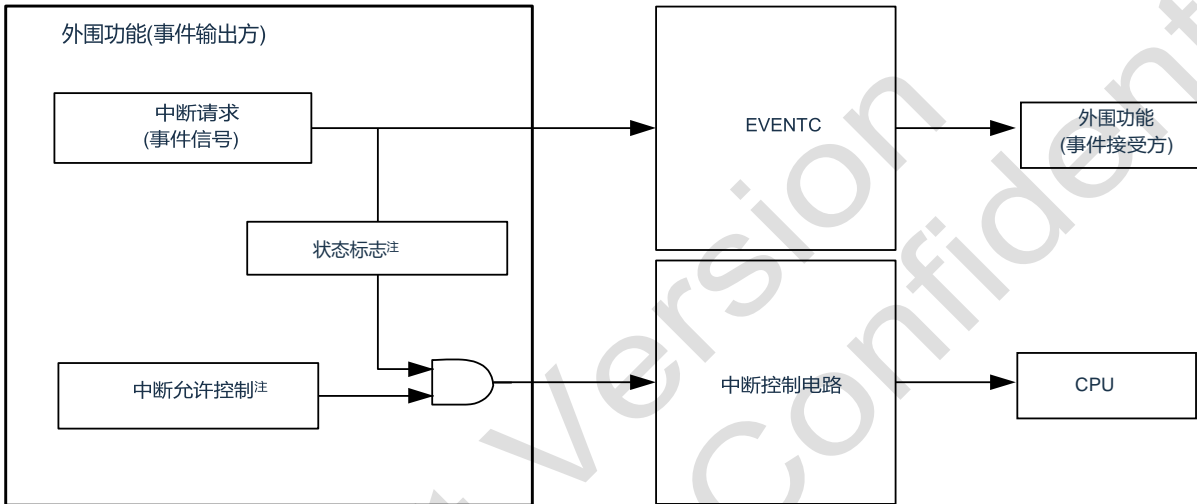 外围功能(事件输出方)
中断请求
(事件信号)
EVENTC
外围功能
(事件接受方)
状态标志注
中断允许控制注
中断控制电路
CPU
Version
Confident